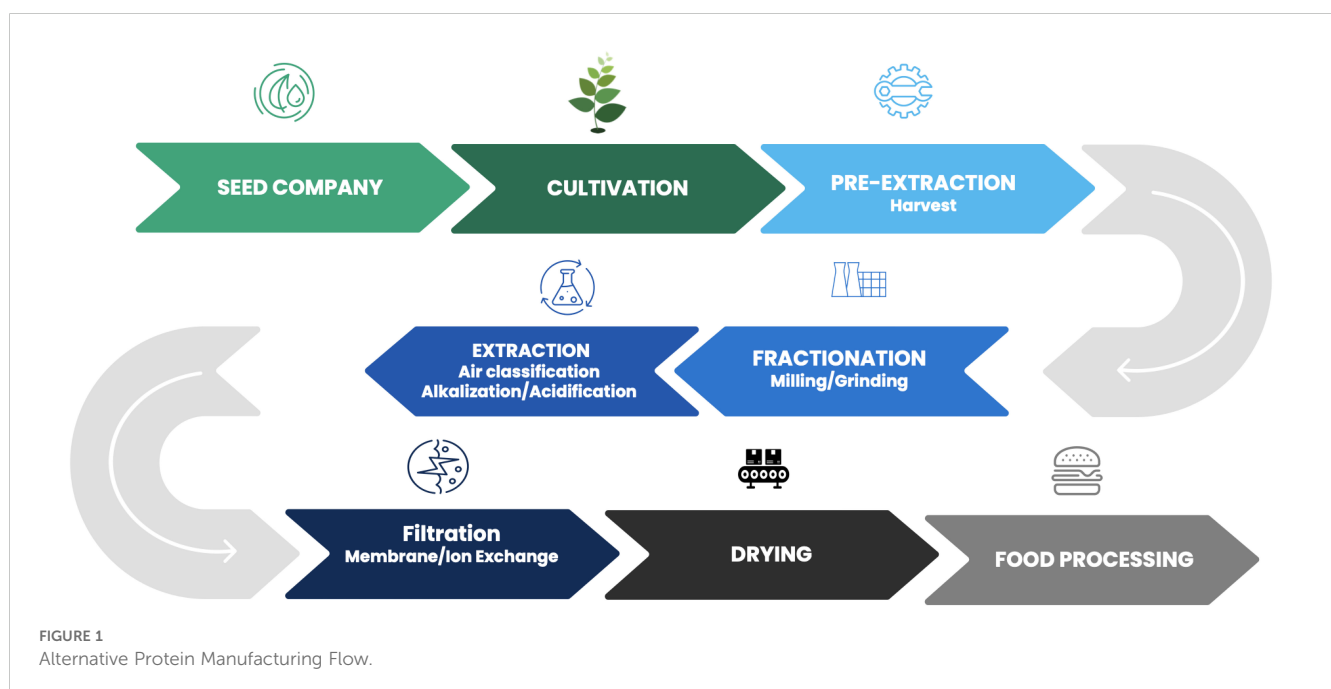 SEED COMPANY
CULTIVATION
PRE-EXTRACTION
Harvest
FRACTIONATION
Milling/Grinding
EXTRACTION
Air classification
Alkalization/Acidification
Filtration
Membrane/Ion Exchange
DRYING
FOOD PROCESSING
FIGURE 1
Alternative Protein Manufacturing Flow.